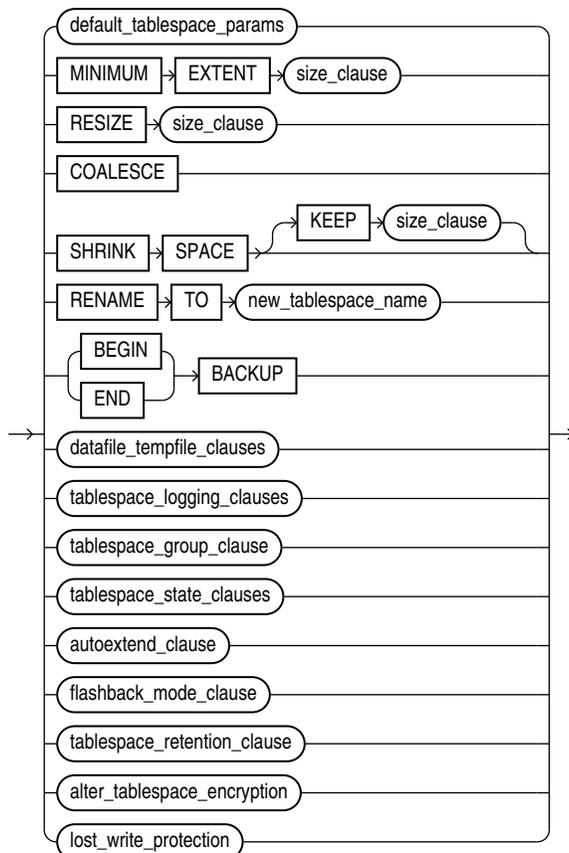 default_tablespace_params
MINIMUM EXTENT size_clause
RESIZE size_clause
COALESCE
KEEP size_clause
SHRINK SPACE
RENAME TO new_tablespace_name
BEGIN
BACKUP
END
datafile_tempfile_clauses
tablespace_logging_clauses
tablespace_group_clause
tablespace_state_clauses
autoextend_clause
flashback_mode_clause
tablespace_retention_clause
alter_tablespace_encryption
lost_write_protection